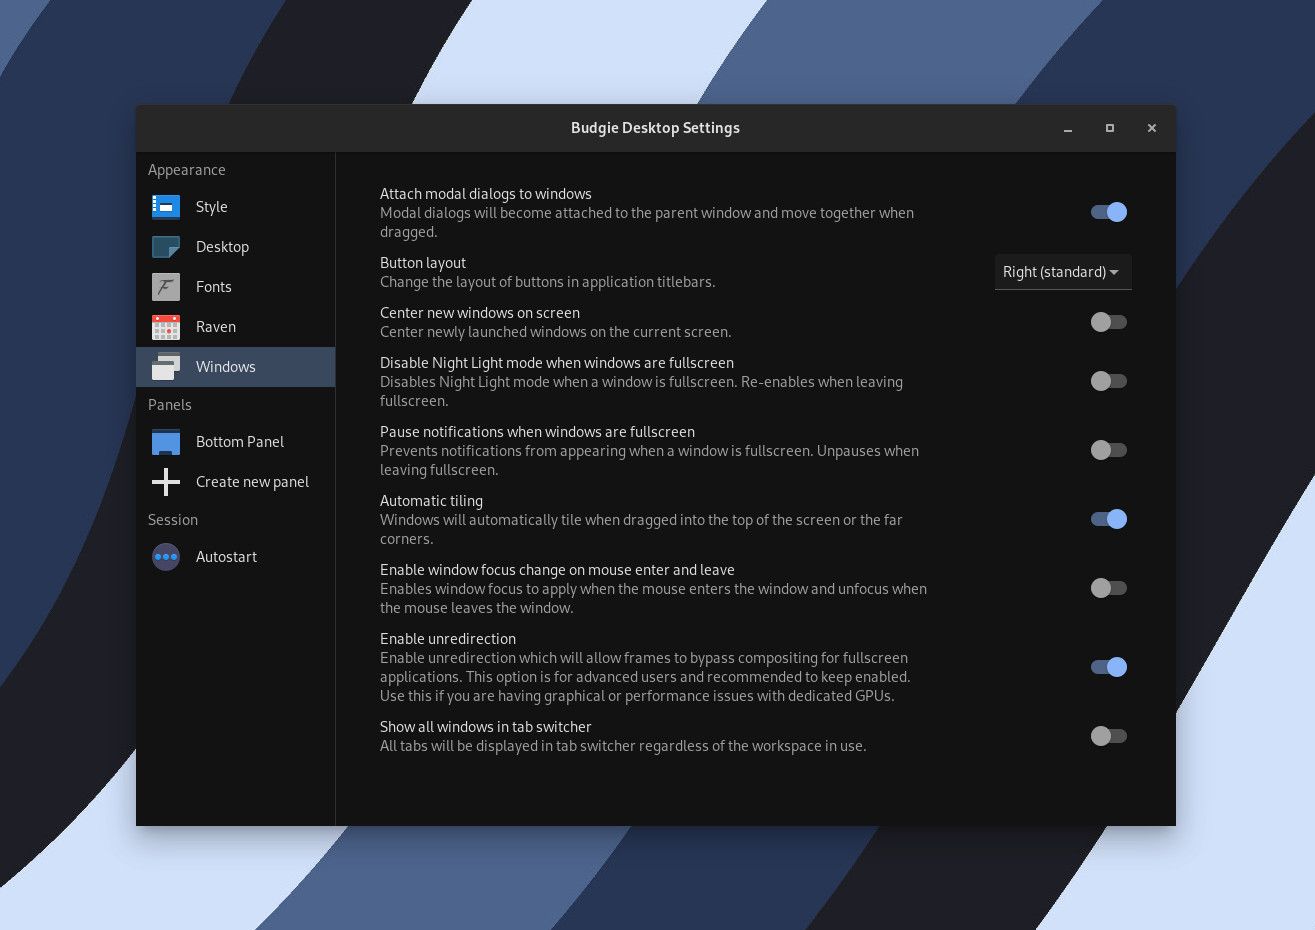 Budgie Desktop Settings
Appearance
Style
Desktop
Fonts
Raven
Windows
Panels
Bottom Panel
Create new panel
Session
Autostart
Attach modal dialogs to windows
Modal dialogs will become attached to the parent window and move together when
dragged.
Button layout
Change the layout of buttons in application titlebars.
Right (standard)
Center new windows on screen
Center newly launched windows on the current screen.
Disable Night Light mode when windows are fullscreen
Disables Night Light mode when a window is fullscreen. Re-enables when leaving
fullscreen.
Pause notifications when windows are fullscreen
Prevents notifications from appearing when a window is fullscreen. Unpauses when
leaving fullscreen.
Automatic tiling
Windows will automatically tile when dragged into the top of the screen or the far
corners.
Enable window focus change on mouse enter and leave
Enables window focus to apply when the mouse enters the window and unfocus when
the mouse leaves the window.
Enable unredirection
Enable unredirection which will allow frames to bypass compositing for fullscreen
applications. This option is for advanced users and recommended to keep enabled.
Use this if you are having graphical or performance issues with dedicated GPUs.
Show all windows in tab switcher
All tabs will be displayed in tab switcher regardless of the workspace in use.